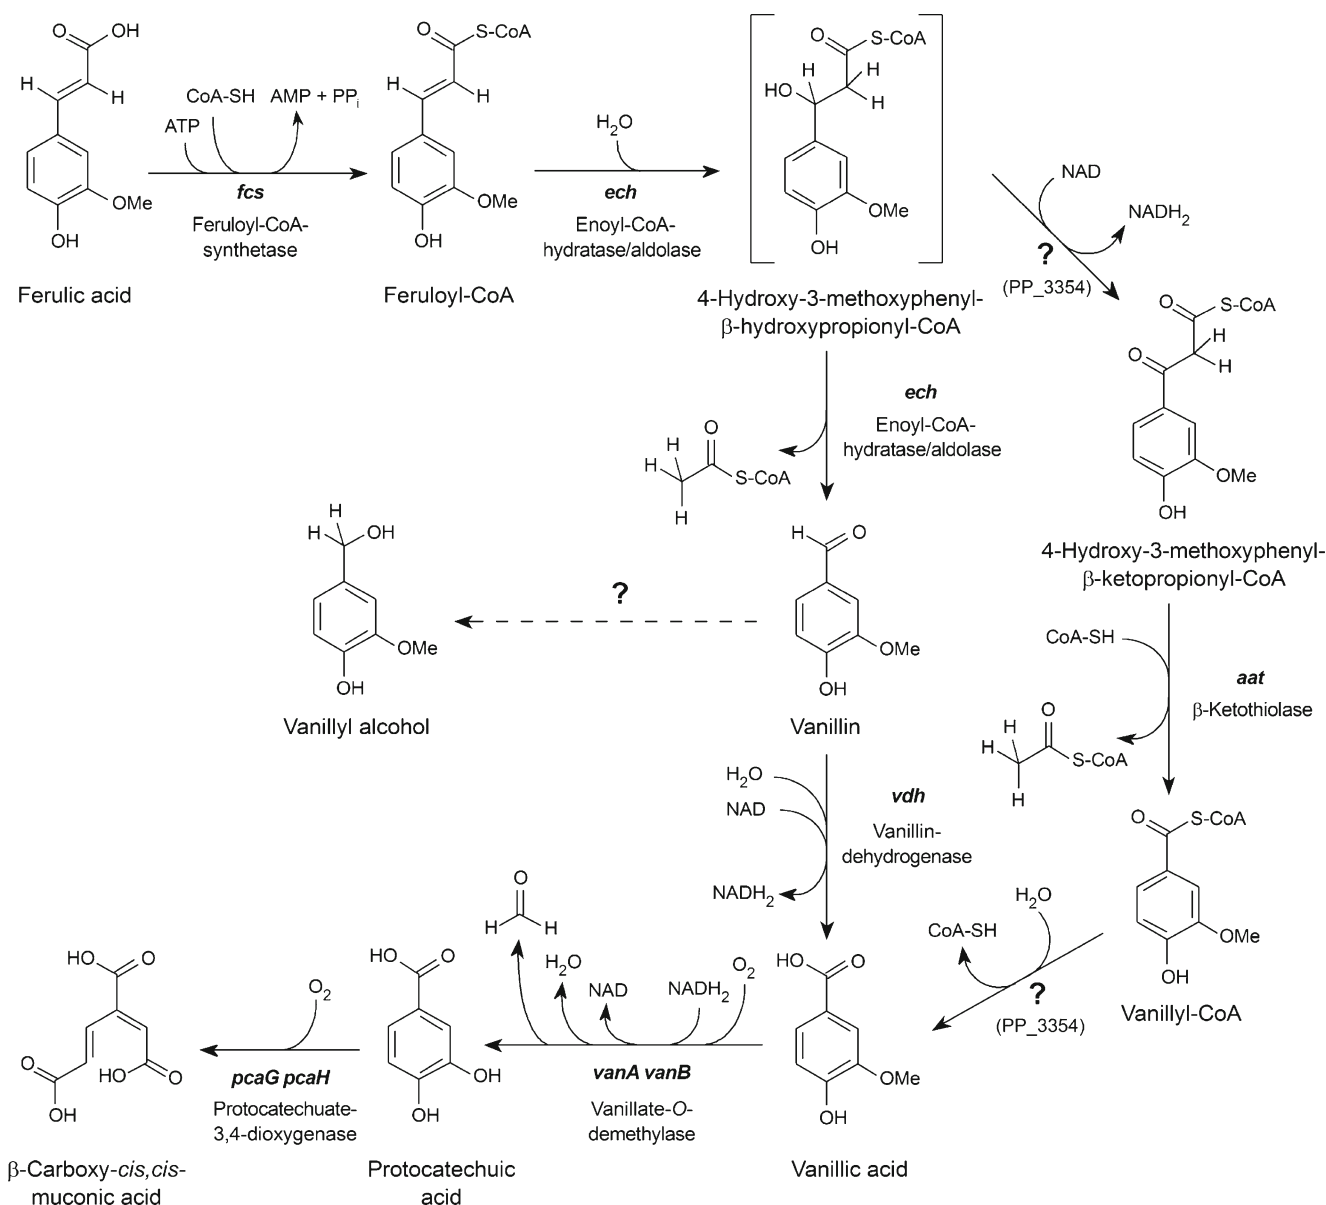 O
OH
H
H
OMe
OH
Ferulic acid
CoA-SH
AMP + PPi
ATP
fcs
Feruloyl-CoA-
synthetase
O
S-CoA
H
H
OMe
OH
Feruloyl-CoA
H2O
ech
Enoyl-CoA-
hydratase/aldolase
O
S-CoA
H
H
HO
H
OMe
OH
4-Hydroxy-3-methoxyphenyl-
β-hydroxypropionyl-CoA
NAD
NADH2
?
(PP_3354)
O
S-CoA
H
O
H
OMe
OH
4-Hydroxy-3-methoxyphenyl-
β-ketopropionyl-CoA
ech
Enoyl-CoA-
hydratase/aldolase
O
H
H
S-CoA
H
H
H
OH
OMe
OH
Vanillyl alcohol
?
H
O
OMe
OH
Vanillin
CoA-SH
aat
β-Ketothiolase
O
H
H
S-CoA
H
H2O
NAD
vdh
Vanillin-
dehydrogenase
NADH2
O
S-CoA
OMe
OH
Vanillyl-CoA
H2O
CoA-SH
?
(PP_3354)
HO
O
OMe
OH
Vanillic acid
O
H
H
H2O
NAD
NADH2
O2
vanA vanB
Vanillate-O-
demethylase
HO
O
OH
OH
Protocatechuic
acid
O2
pcaG pcaH
Protocatechuate-
3,4-dioxygenase
HO
O
O
HO
O
OH
β-Carboxy-cis,cis-
muconic acid